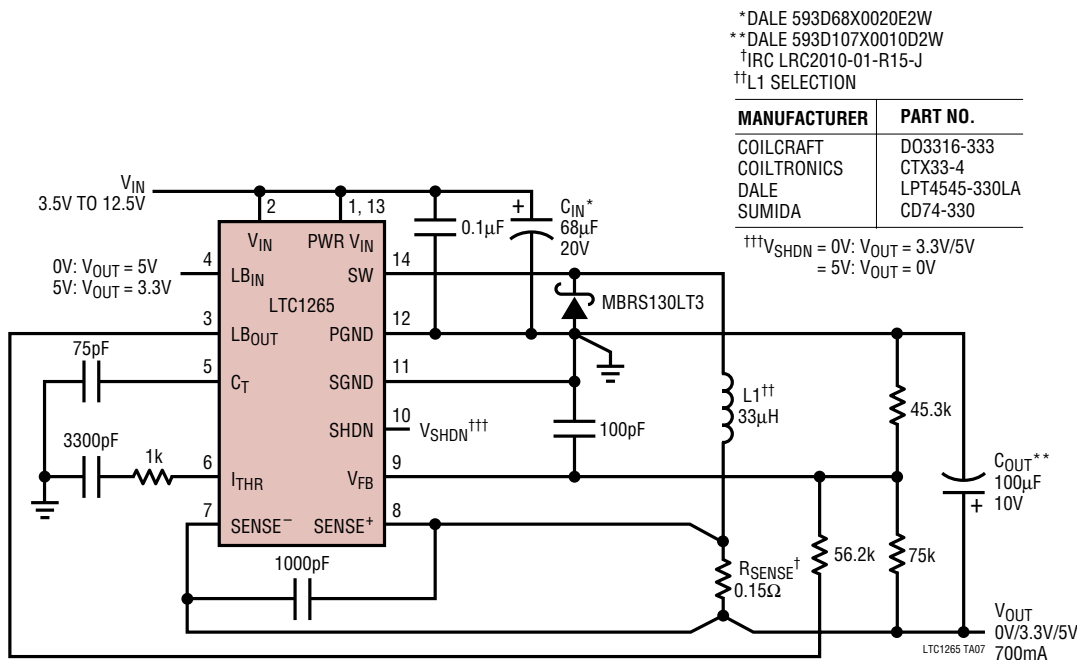 *DALE 593D68X0020E2W
**DALE 593D107X0010D2W
†IRC LRC2010-01-R15-J
††L1 SELECTION
MANUFACTURER PART NO.
COILCRAFT DO3316-333
COILTRONICS CTX33-4
DALE LPT4545-330LA
SUMIDA CD74-330
†††VSHDN = 0V: VOUT = 3.3V/5V
= 5V: VOUT = 0V
VIN
3.5V TO 12.5V
2
1, 13
VIN
PWR VIN
0.1µF
+
CIN*
68µF
20V
0V: VOUT = 5V
5V: VOUT = 3.3V
4
LBIN
SW
14
LTC1265
MBRS130LT3
3
LBOUT
PGND
12
75pF
5
CT
SGND
11
L1††
33µH
45.3k
SHDN
10
VSHDN†††
100pF
3300pF
1k
6
ITHR
VFB
9
COUT**
100µF
10V
+
7
SENSE–
SENSE+
8
1000pF
RSENSE†
0.15Ω
56.2k
75k
VOUT
0V/3.3V/5V
700mA
LTC1265 TA07